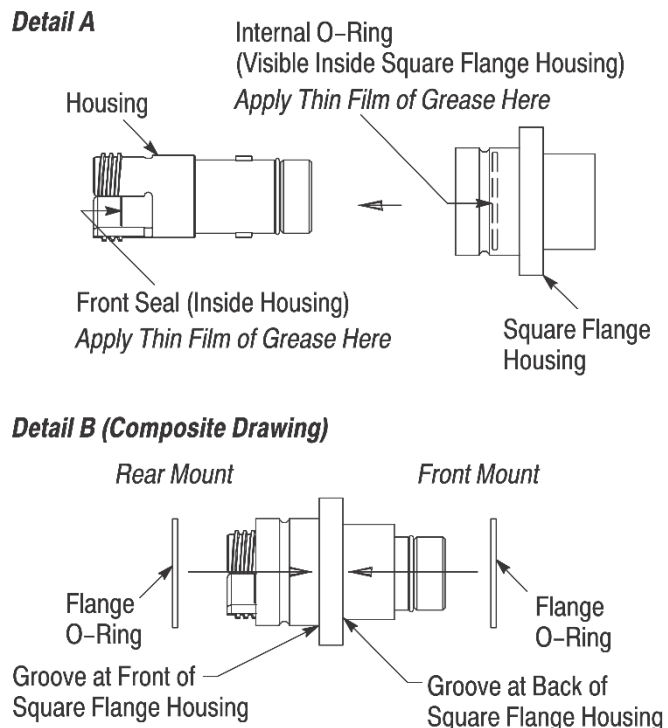 Detail A
Internal O-Ring
(Visible Inside Square Flange Housing)
Apply Thin Film of Grease Here
Housing
Front Seal (Inside Housing)
Apply Thin Film of Grease Here
Square Flange
Housing
Detail B (Composite Drawing)
Rear Mount
Front Mount
Flange
O-Ring
Flange
O-Ring
Groove at Front of
Square Flange Housing
Groove at Back of
Square Flange Housing